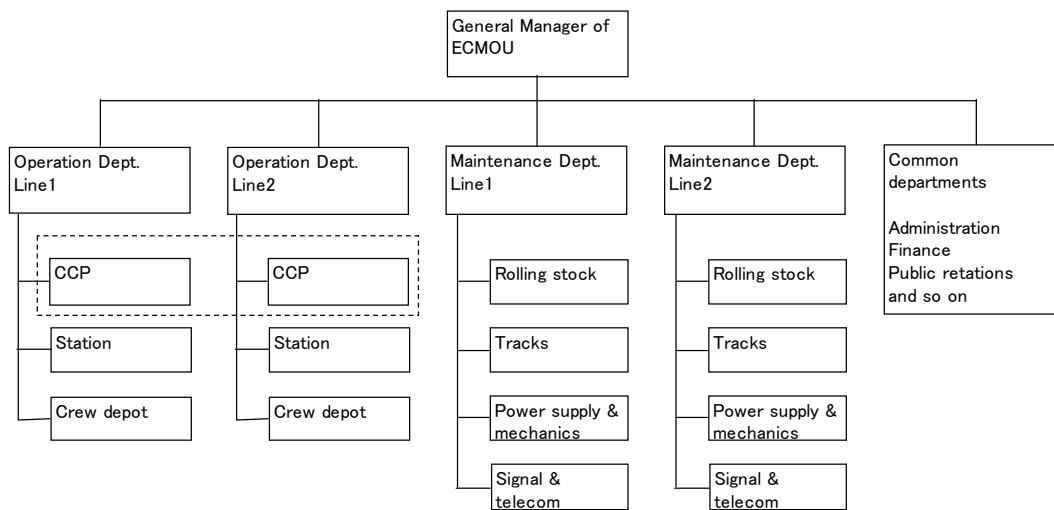 General Manager of
ECMOU
Operation Dept.
Line1
Operation Dept.
Line2
Maintenance Dept.
Line1
Maintenance Dept.
Line2
Common
departments
Administration
Finance
Public retations
and so on
CCP
CCP
Rolling stock
Rolling stock
Station
Station
Tracks
Tracks
Crew depot
Crew depot
Power supply &
mechanics
Power supply &
mechanics
Signal &
telecom
Signal &
telecom